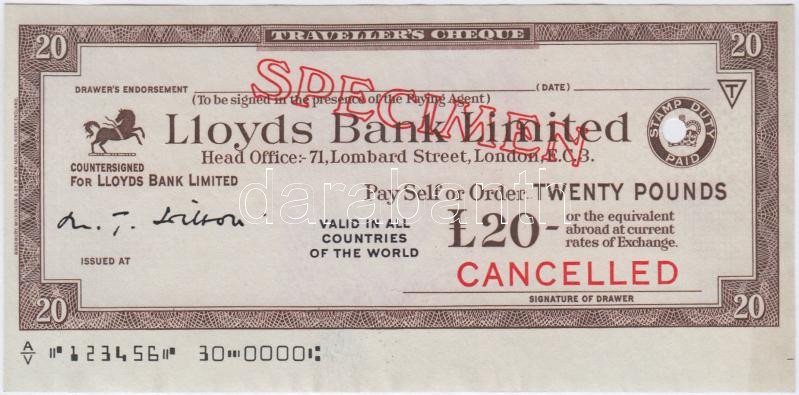 20 TRAVELLER'S CHEQUE 20
SPECIMEN
DRAWER'S ENDORSEMENT (DATE)
(To be signed in the presence of the Paying Agent)
T
Lloyds Bank Limited
STAMP DUTY PAID
Head Office:- 71, Lombard Street, London, E.C.3.
COUNTERSIGNED
FOR LLOYDS BANK LIMITED
Pay Self or Order TWENTY POUNDS
darabanth
VALID IN ALL
COUNTRIES
OF THE WORLD
£20-
or the equivalent
abroad at current
rates of Exchange.
ISSUED AT
CANCELLED
SIGNATURE OF DRAWER
20 20
A/V ⑈123456⑈ 30⑉0000⑆